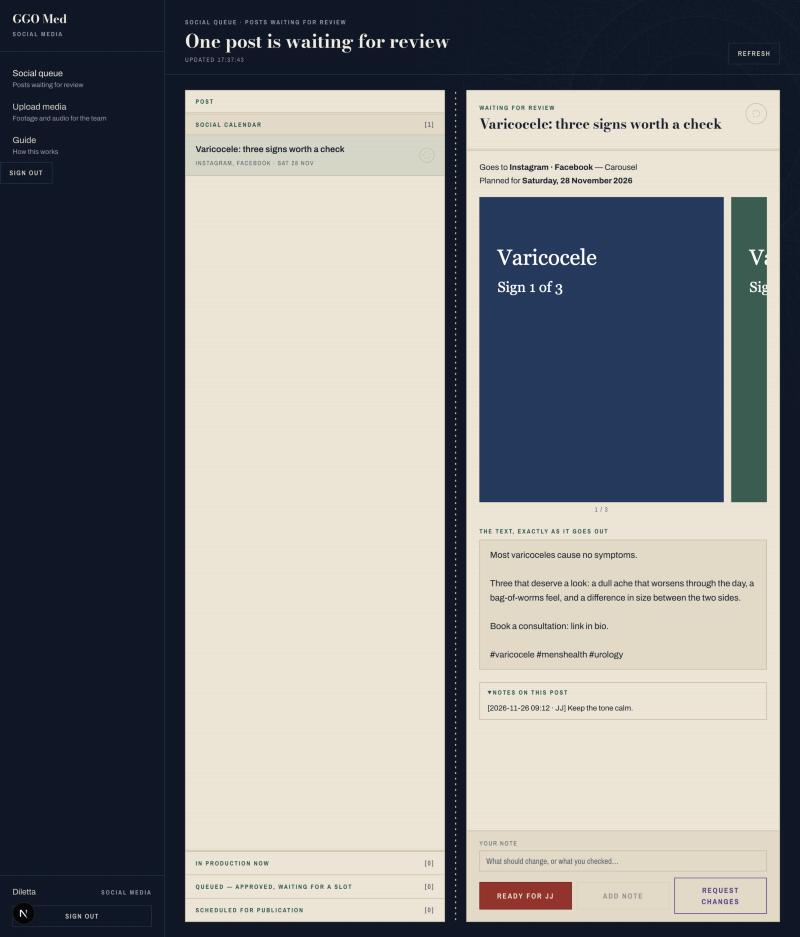 GGO Med
SOCIAL MEDIA
Social queue
Posts waiting for review
Upload media
Footage and audio for the team
Guide
How this works
SIGN OUT
Diletta
SOCIAL MEDIA
N
SIGN OUT
SOCIAL QUEUE · POSTS WAITING FOR REVIEW
One post is waiting for review
UPDATED 17:37:43
REFRESH
POST
SOCIAL CALENDAR [1]
Varicocele: three signs worth a check
INSTAGRAM, FACEBOOK · SAT 28 NOV
IN PRODUCTION NOW [0]
QUEUED — APPROVED, WAITING FOR A SLOT [0]
SCHEDULED FOR PUBLICATION [0]
WAITING FOR REVIEW
Varicocele: three signs worth a check
Goes to Instagram · Facebook — Carousel
Planned for Saturday, 28 November 2026
Varicocele
Sign 1 of 3
Va
Sig
1 / 3
THE TEXT, EXACTLY AS IT GOES OUT
Most varicoceles cause no symptoms.
Three that deserve a look: a dull ache that worsens through the day, a
bag-of-worms feel, and a difference in size between the two sides.
Book a consultation: link in bio.
#varicocele #menshealth #urology
▼NOTES ON THIS POST
[2026-11-26 09:12 · JJ] Keep the tone calm.
YOUR NOTE
What should change, or what you checked…
READY FOR JJ
ADD NOTE
REQUEST
CHANGES